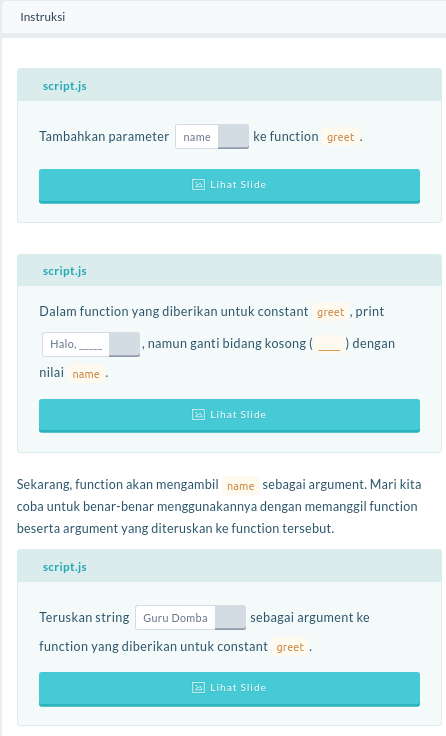 Instruksi
script.js
Tambahkan parameter name ke function greet .
Lihat Slide
script.js
Dalam function yang diberikan untuk constant greet , print
Halo, _____ , namun ganti bidang kosong ( ____ ) dengan
nilai name .
Lihat Slide
Sekarang, function akan mengambil name sebagai argument. Mari kita
coba untuk benar-benar menggunakannya dengan memanggil function
beserta argument yang diteruskan ke function tersebut.
script.js
Teruskan string Guru Domba sebagai argument ke
function yang diberikan untuk constant greet .
Lihat Slide